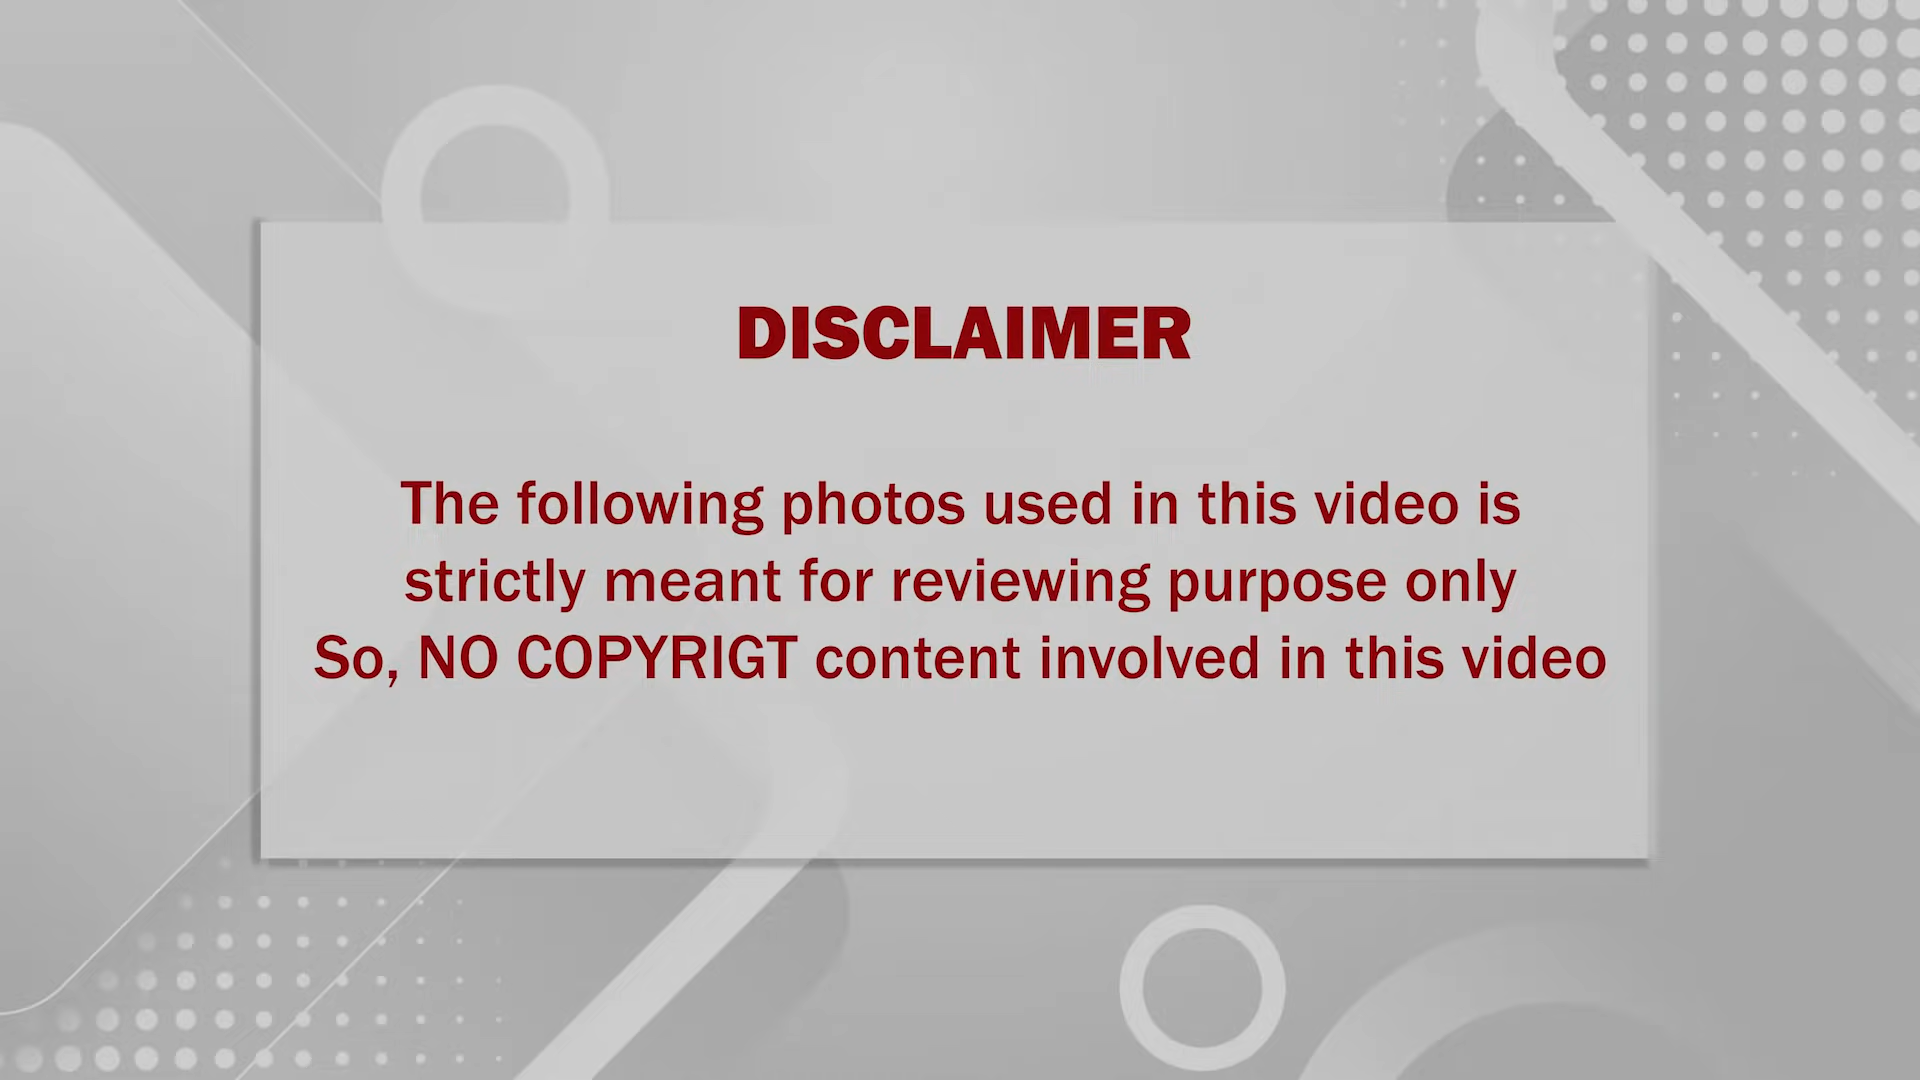 DISCLAIMER
The following photos used in this video is
strictly meant for reviewing purpose only
So, NO COPYRIGT content involved in this video